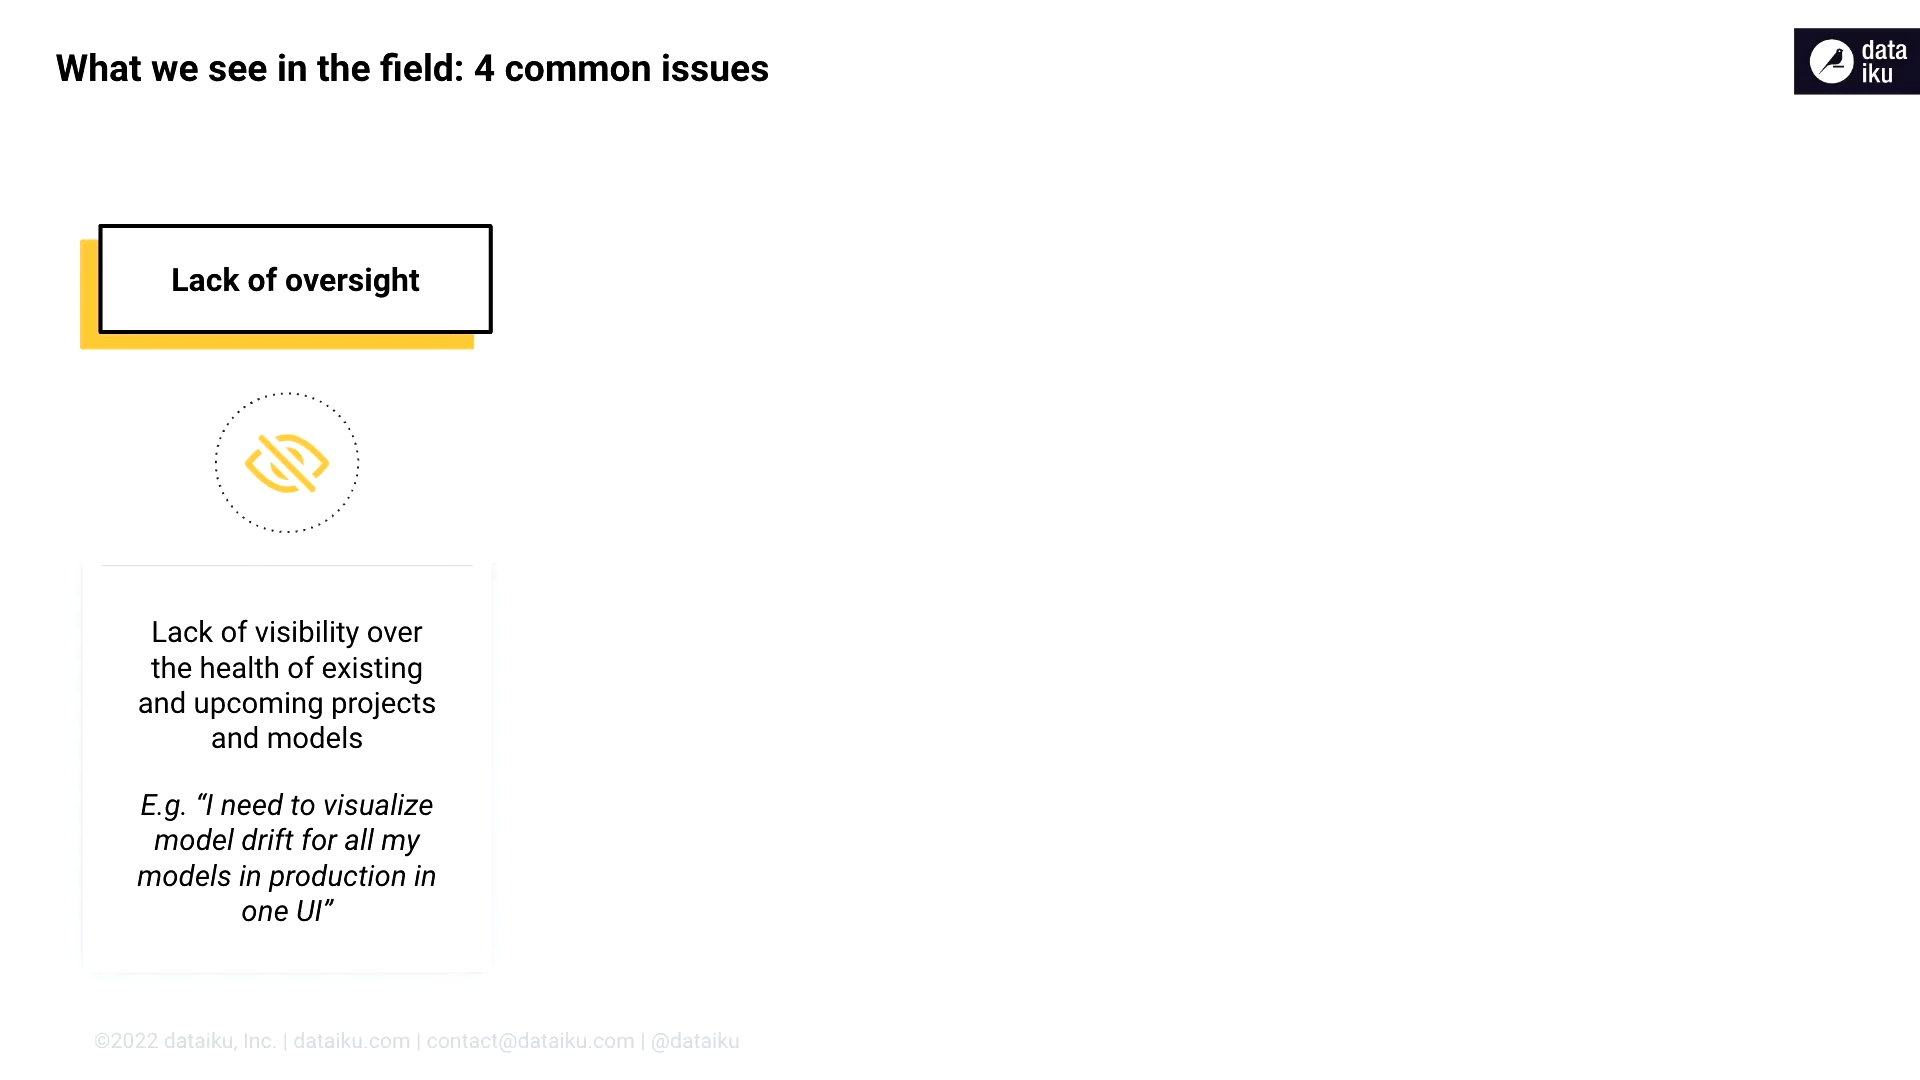 What we see in the field: 4 common issues
data
iku
Lack of oversight
Lack of visibility over
the health of existing
and upcoming projects
and models
E.g. “I need to visualize
model drift for all my
models in production in
one UI”
©2022 dataiku, Inc. | dataiku.com | contact@dataiku.com | @dataiku